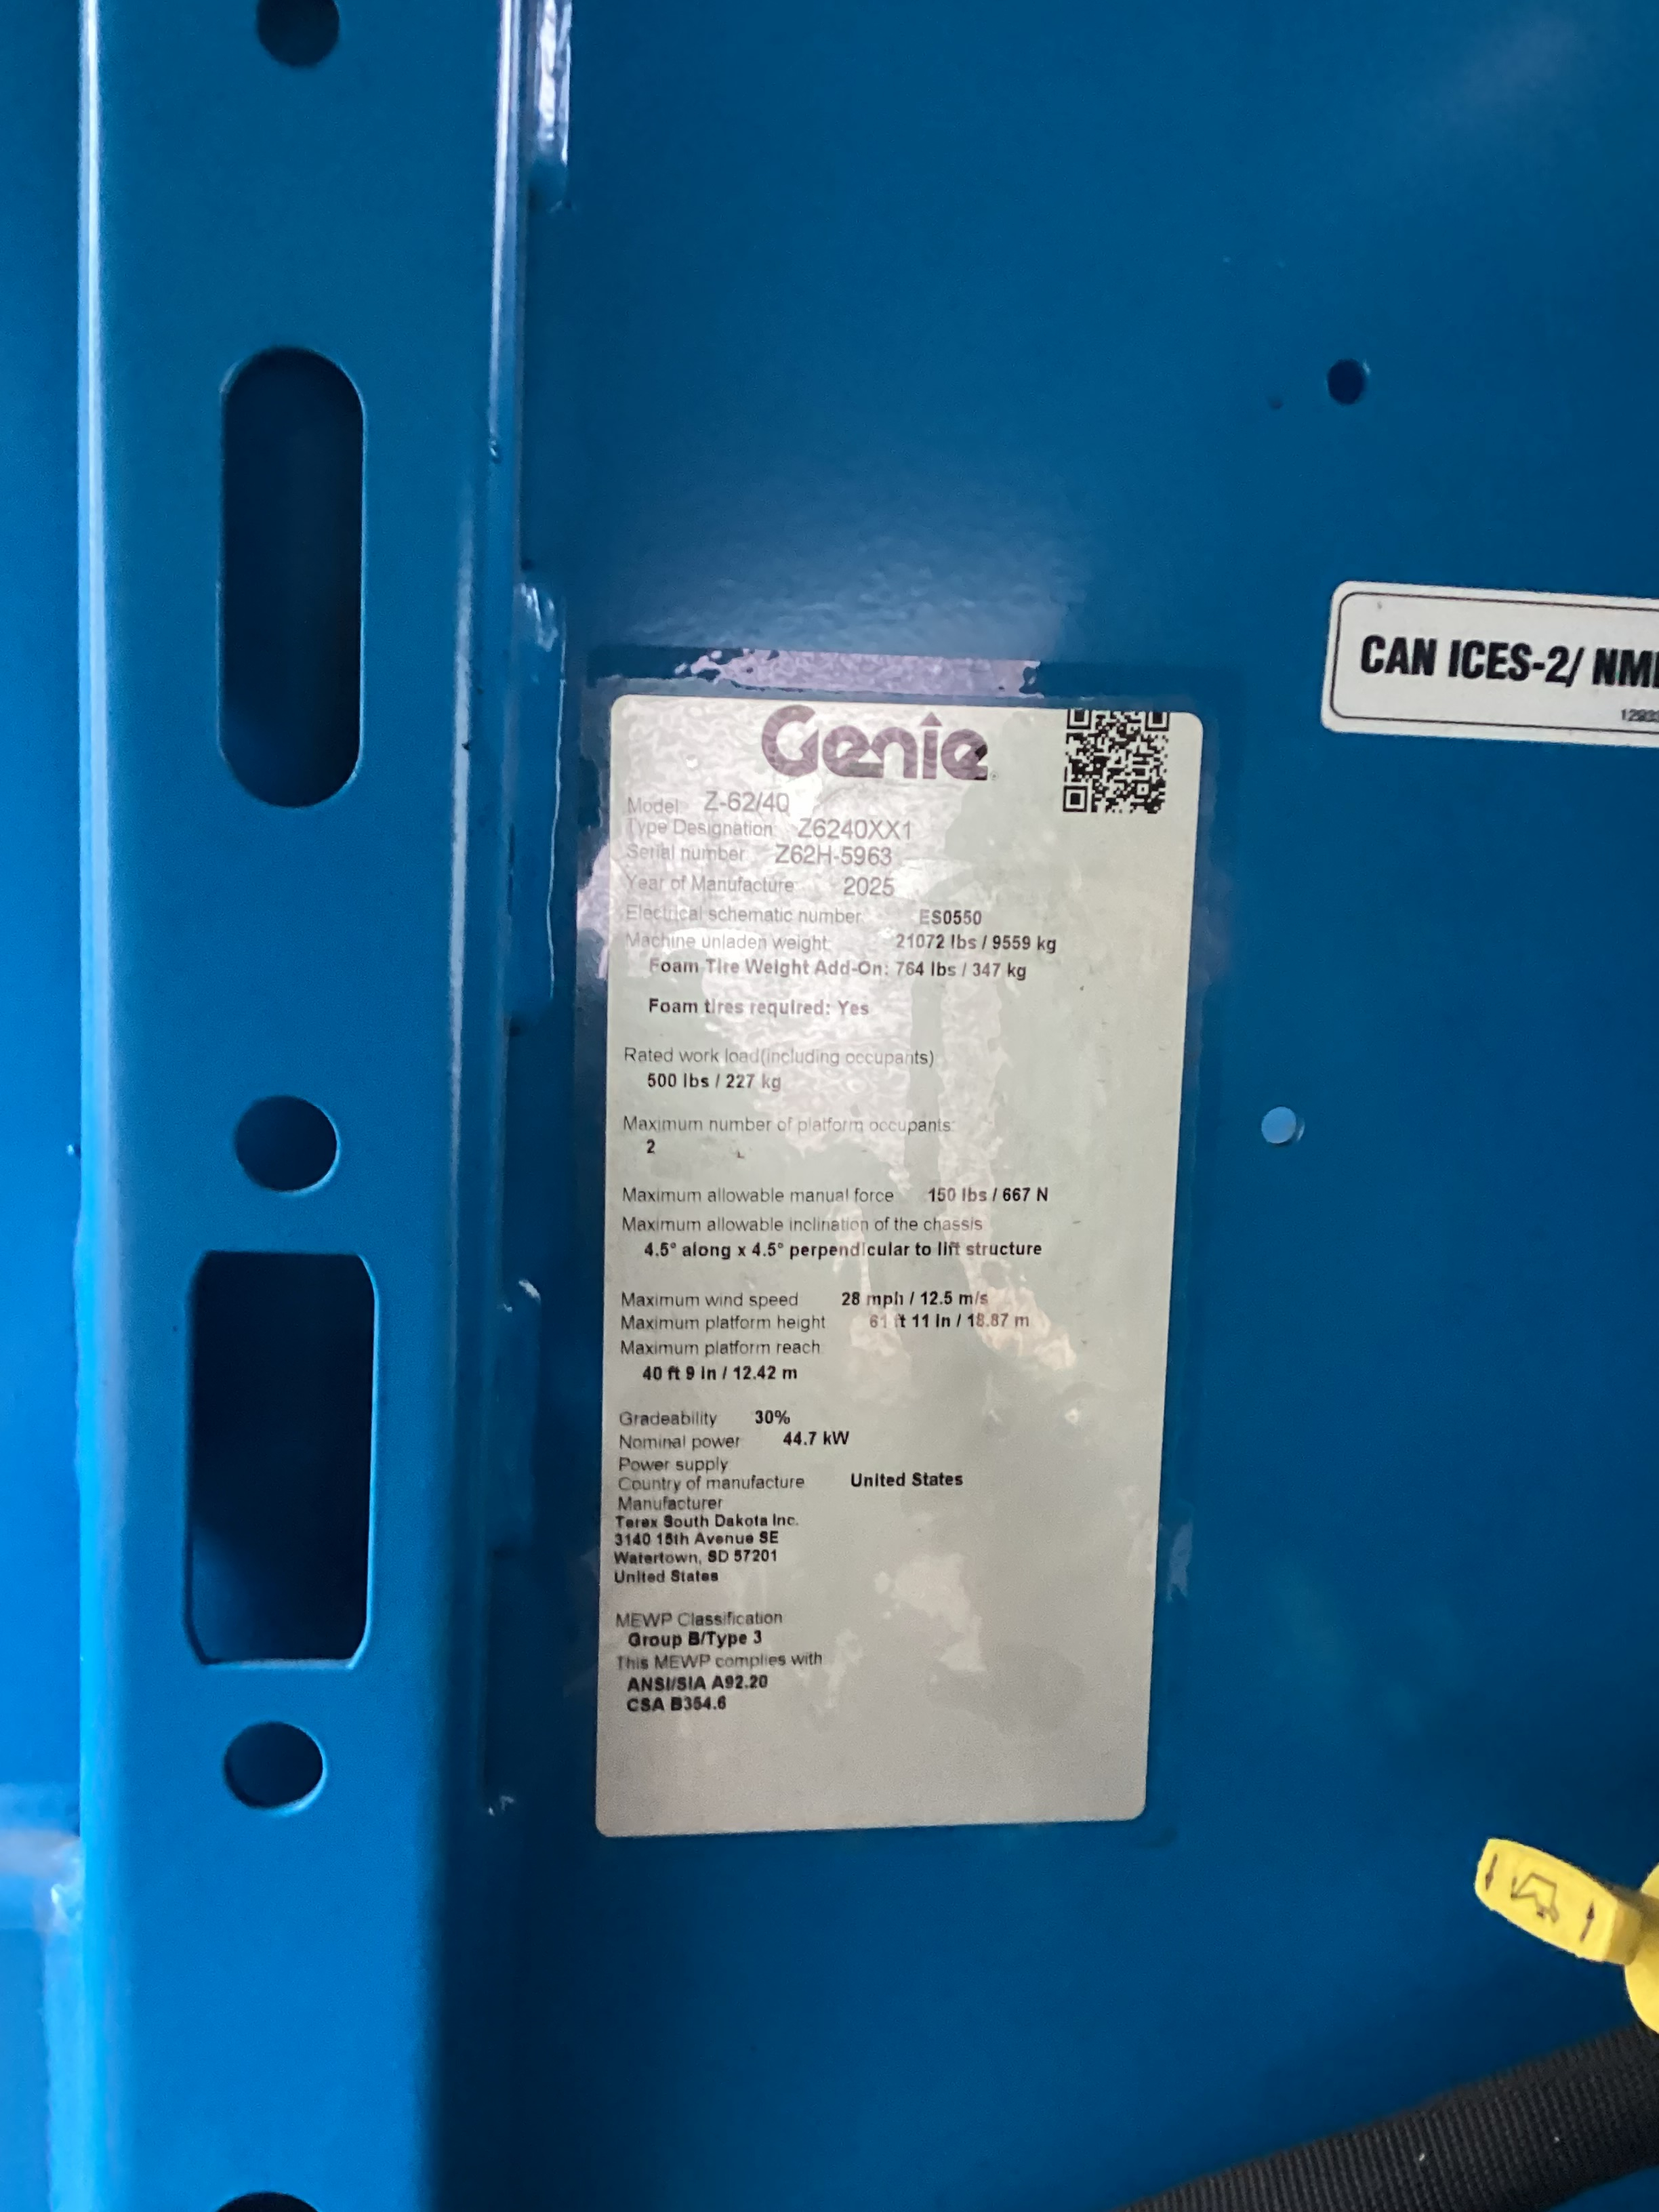 Genie
Model: Z-62/40
Type Designation: Z6240XX1
Serial number Z62H-5963
Year of Manufacture: 2025
Electrical schematic number ES0550
Machine unladen weight 21072 lbs / 9559 kg
Foam Tire Weight Add-On: 764 lbs / 347 kg
Foam tires required: Yes
Rated work load(including occupants)
500 lbs / 227 kg
Maximum number of platform occupants:
2
Maximum allowable manual force 150 lbs / 667 N
Maximum allowable inclination of the chassis
4.5° along x 4.5° perpendicular to lift structure
Maximum wind speed 28 mph / 12.5 m/s
Maximum platform height 61 ft 11 in / 18.87 m
Maximum platform reach
40 ft 9 in / 12.42 m
Gradeability 30%
Nominal power 44.7 kW
Power supply
Country of manufacture United States
Manufacturer
Terex South Dakota Inc.
3140 15th Avenue SE
Watertown, SD 57201
United States
MEWP Classification
Group B/Type 3
This MEWP complies with
ANSI/SIA A92.20
CSA B354.6
CAN ICES-2/